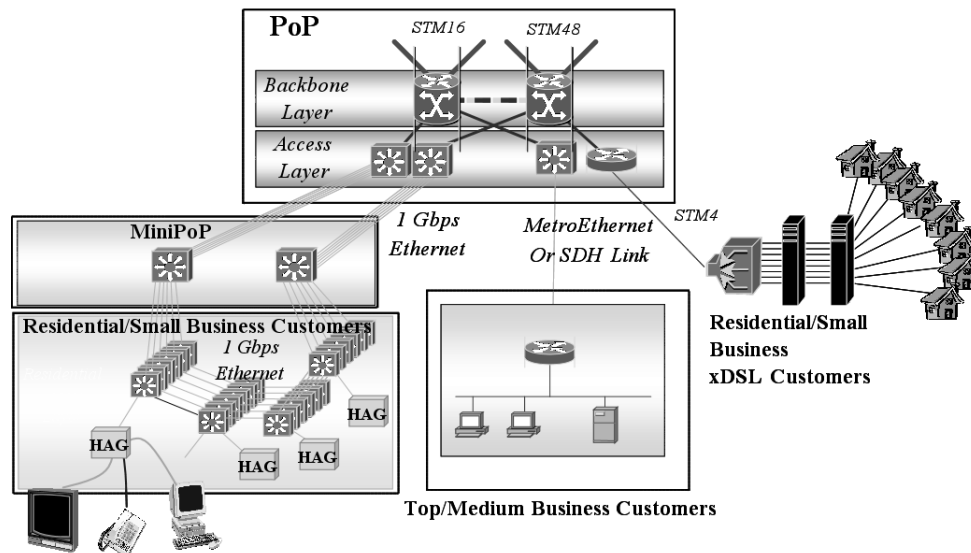 PoP
STM16
STM48
Backbone
Layer
Access
Layer
1 Gbps
Ethernet
MetroEthernet
Or SDH Link
STM4
MiniPoP
Residential/Small Business Customers
1 Gbps
Ethernet
HAG
HAG
HAG
HAG
Residential/Small
Business
xDSL Customers
Top/Medium Business Customers